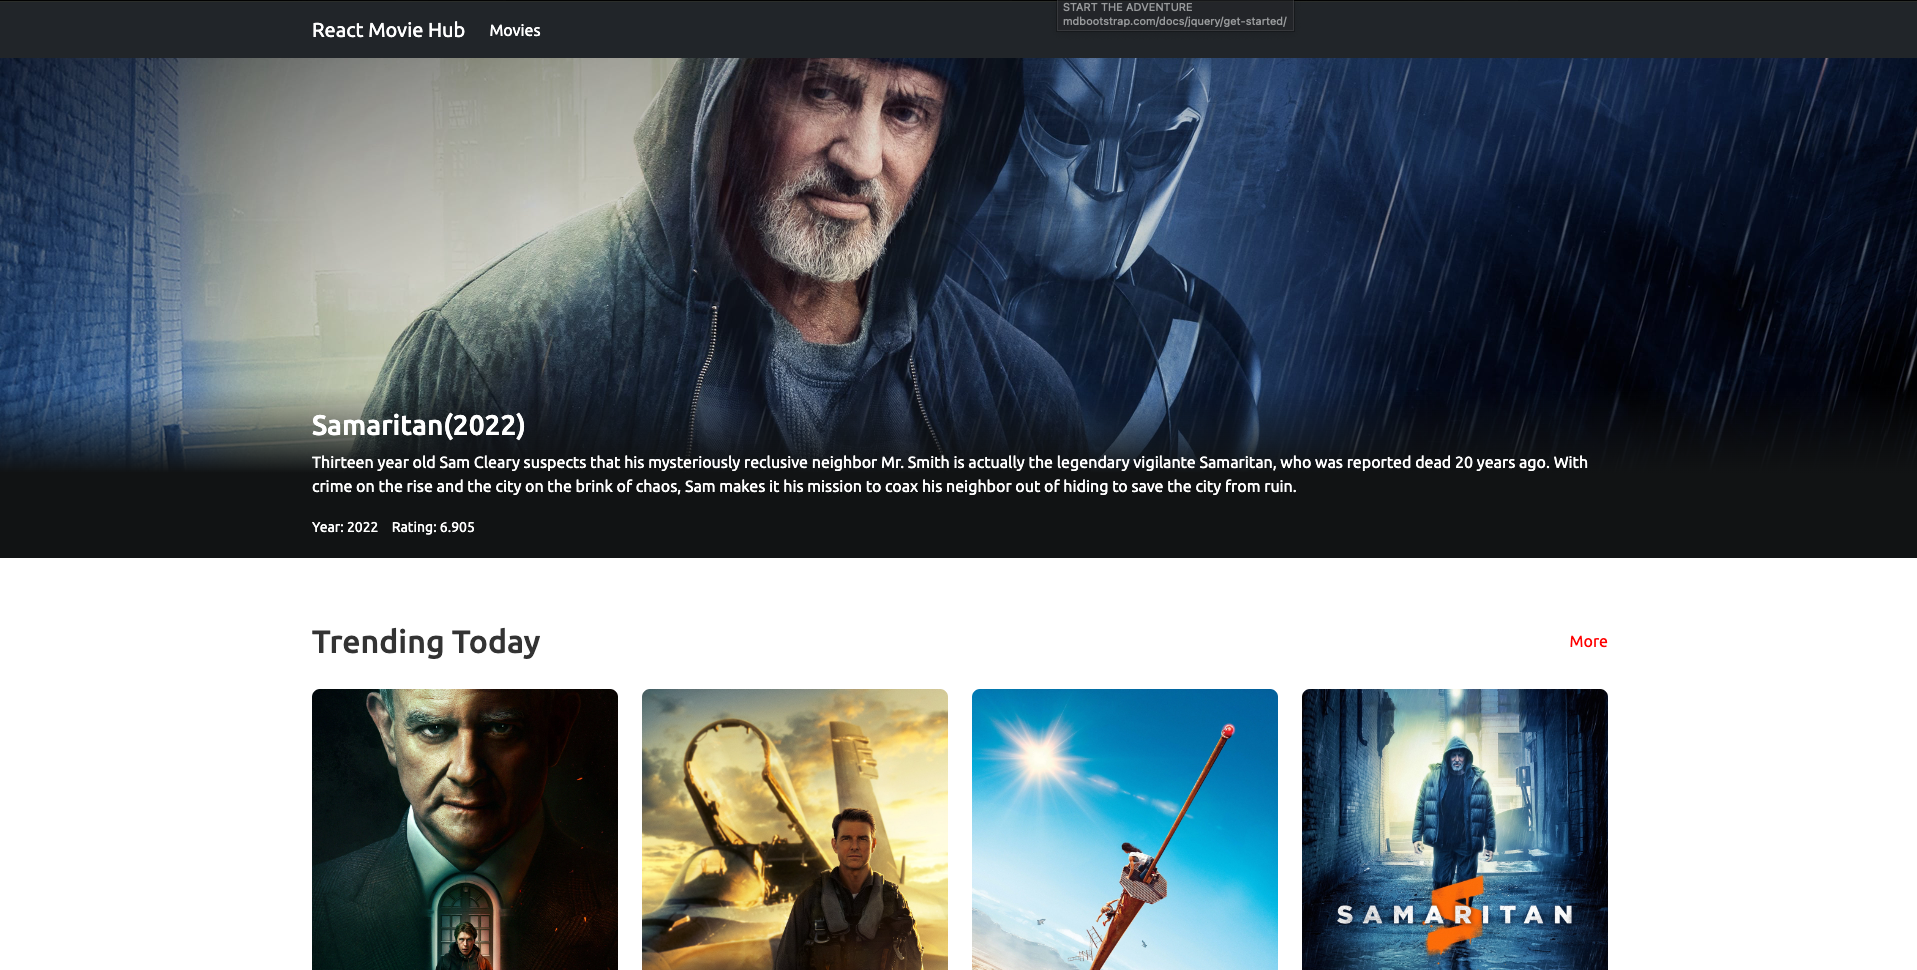 START THE ADVENTURE
mdbootstrap.com/docs/jquery/get-started/
React Movie Hub Movies
Samaritan(2022)
Thirteen year old Sam Cleary suspects that his mysteriously reclusive neighbor Mr. Smith is actually the legendary vigilante Samaritan, who was reported dead 20 years ago. With
crime on the rise and the city on the brink of chaos, Sam makes it his mission to coax his neighbor out of hiding to save the city from ruin.
Year: 2022 Rating: 6.905
Trending Today More
SAMARITAN